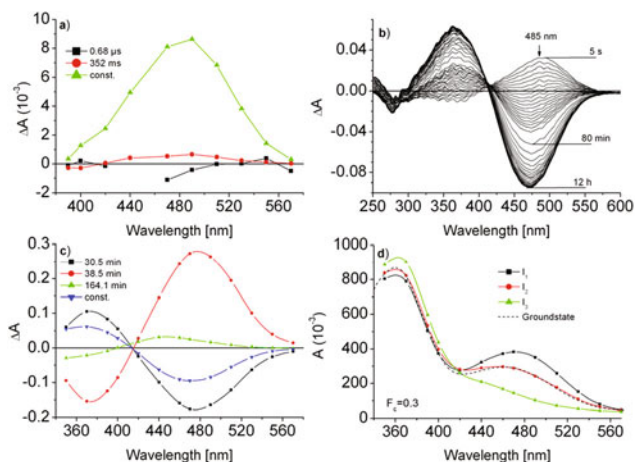 a)
0.68 µs
352 ms
const.
ΔA (10⁻³)
10
8
6
4
2
0
-2
400 440 480 520 560
Wavelength [nm]
b)
485 nm
5 s
80 min
12 h
ΔA
0.04
0.00
-0.04
-0.08
250 300 350 400 450 500 550 600
Wavelength [nm]
c)
30.5 min
38.5 min
164.1 min
const.
ΔA
0.3
0.2
0.1
0.0
-0.1
0.2
360 400 440 480 520 560
Wavelength [nm]
d)
I₁
I₂
I₃
Groundstate
F꜀=0.3
A (10⁻³)
1000
800
600
400
200
0
360 400 440 480 520 560
Wavelength [nm]